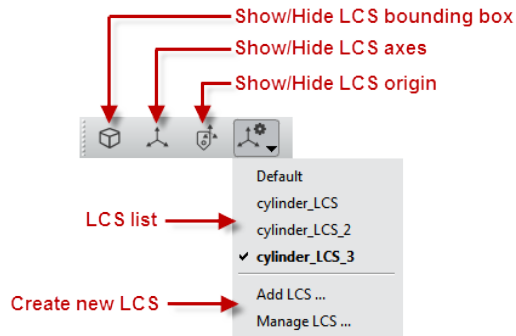 Show/Hide LCS bounding box
Show/Hide LCS axes
Show/Hide LCS origin
Default
cylinder_LCS
LCS list
cylinder_LCS_2
cylinder_LCS_3
Add LCS ...
Create new LCS
Manage LCS ...